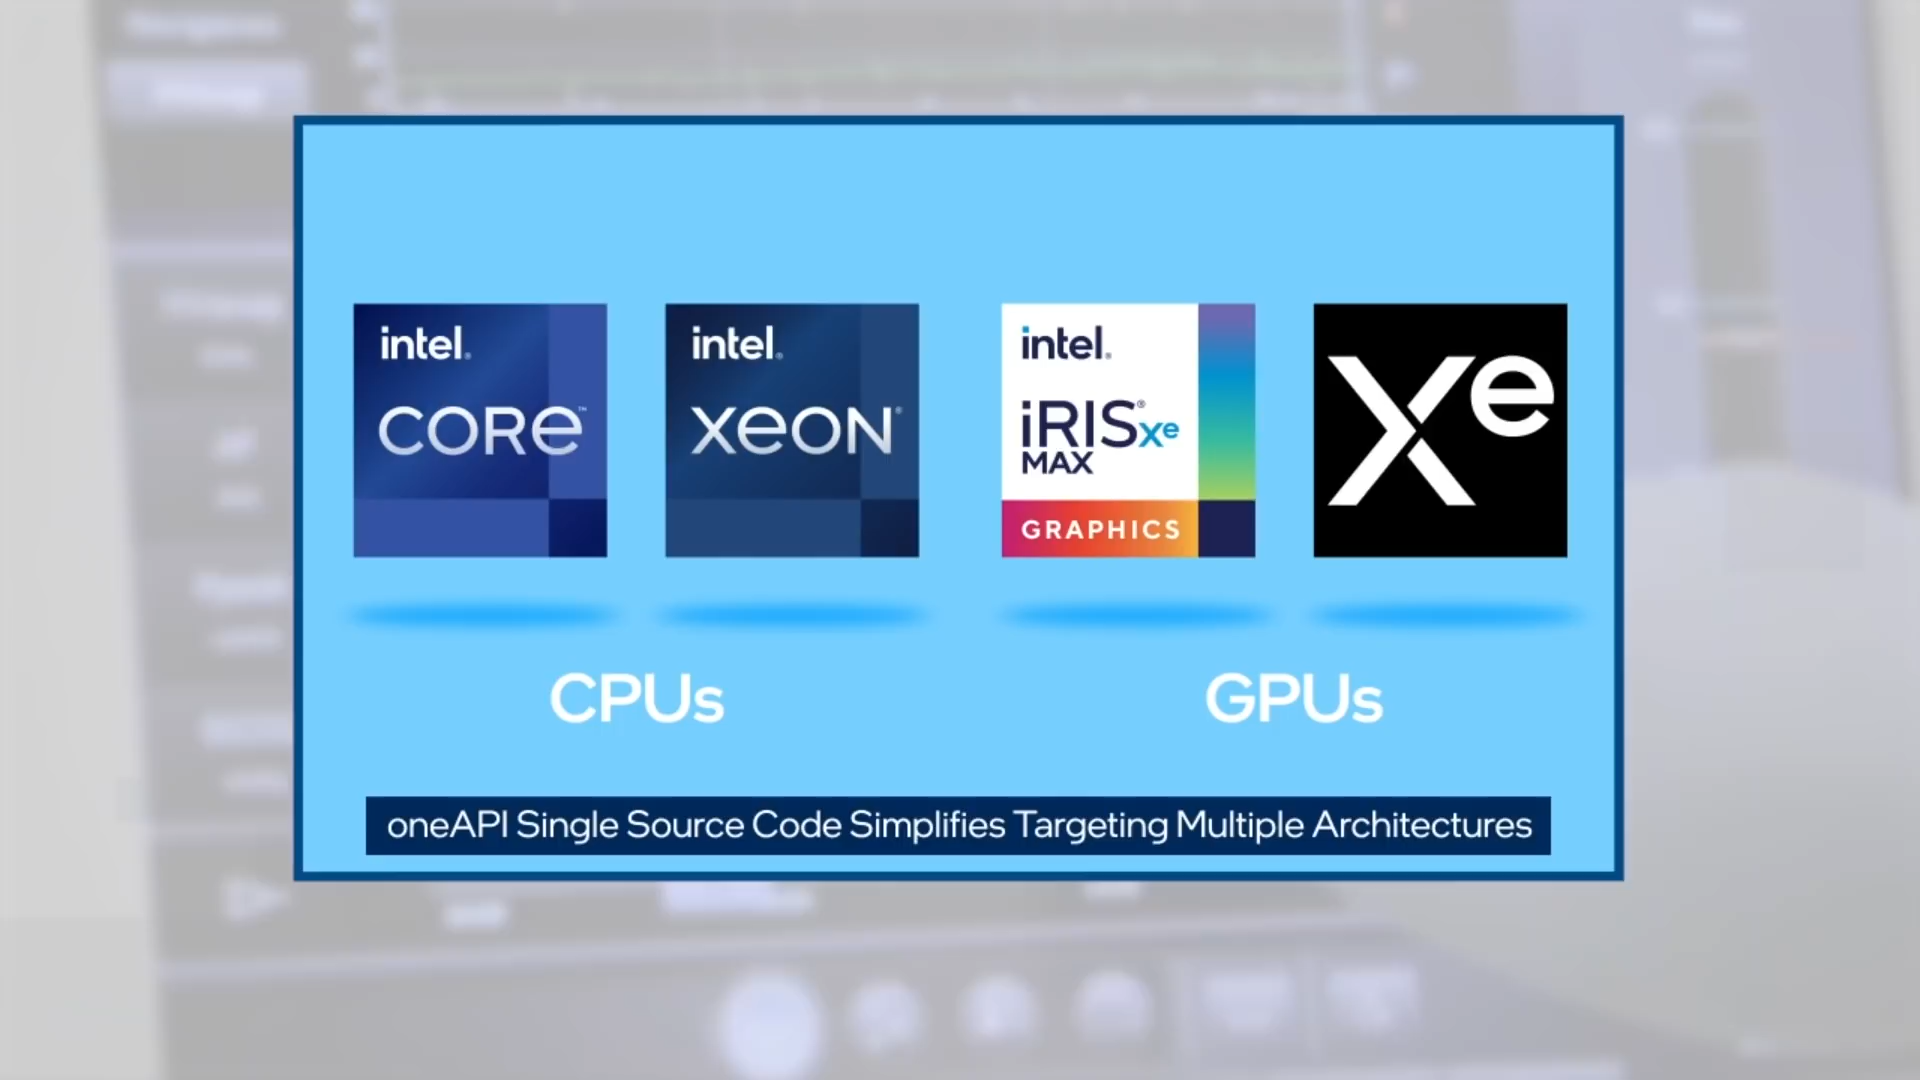 intel.
CORe™
intel.
XeON®
intel.
iRIS® Xe
MAX
GRAPHICS
Xe
CPUs
GPUs
oneAPI Single Source Code Simplifies Targeting Multiple Architectures